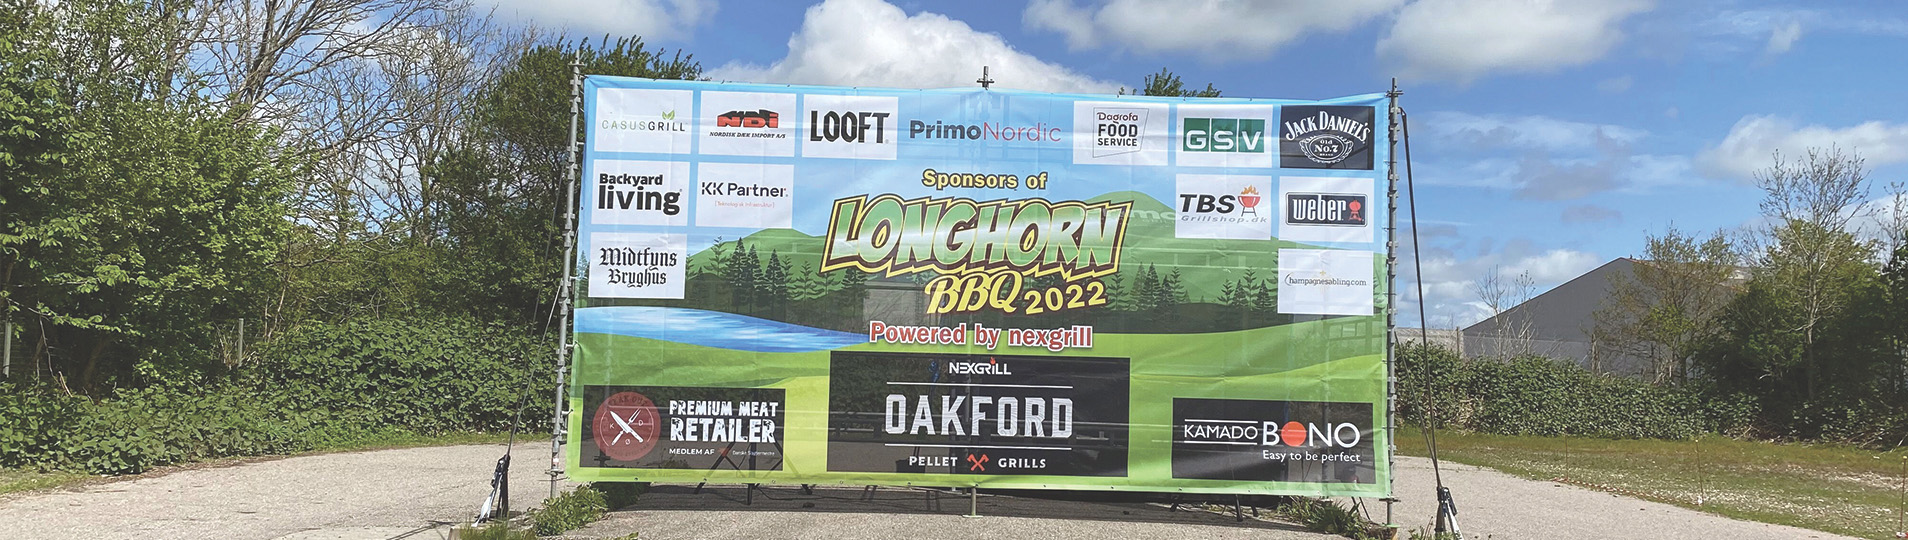 CASUSGRILL
NDI
NORDISK DÆK IMPORT A/S
LOOFT
PrimoNordic
Dagrofa
FOOD
SERVICE
GSV
JACK DANIEL'S
Old
No.7
BRAND
Backyard
living
KK Partner
Sponsors of
LONGHORN
BBQ 2022
Powered by nexgrill
TBS
Grillshop.dk
weber
Midtfyns
Bryghus
champagnesabling.com
PREMIUM MEAT
RETAILER
MEDLEM AF
NEXGRILL
OAKFORD
PELLET GRILLS
KAMADO BONO
Easy to be perfect